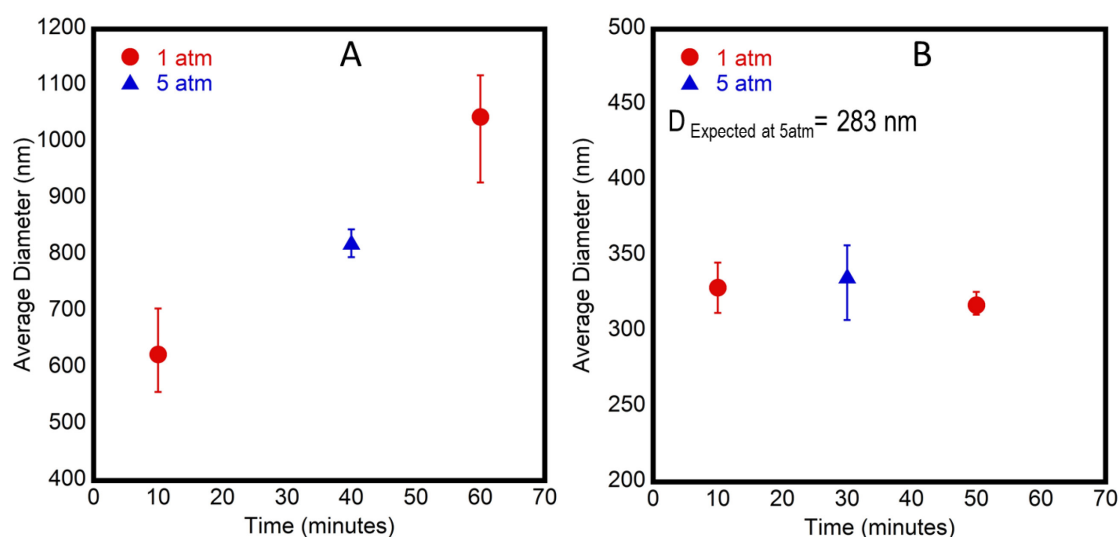 A
1 atm
5 atm
1200
1100
1000
900
800
700
600
500
400
Average Diameter (nm)
0 10 20 30 40 50 60 70
Time (minutes)
B
1 atm
5 atm
D Expected at 5atm= 283 nm
500
450
400
350
300
250
200
Average Diameter (nm)
0 10 20 30 40 50 60 70
Time (minutes)